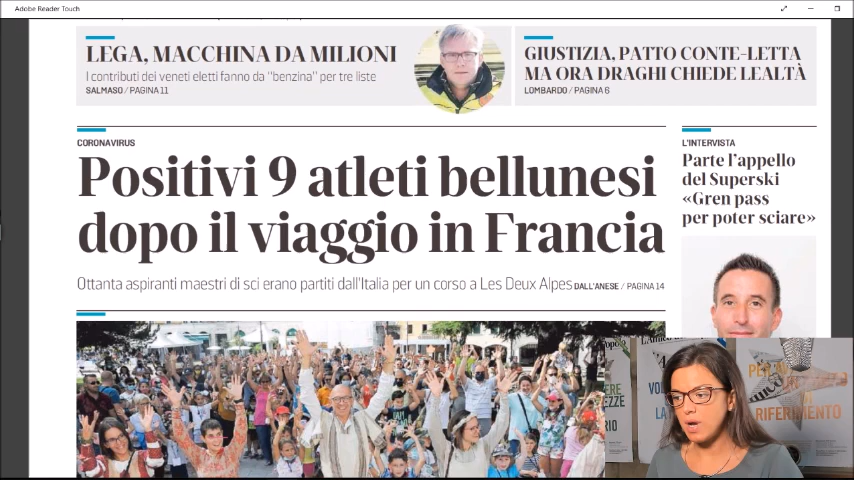 Adobe Reader Touch
LEGA, MACCHINA DA MILIONI
I contributi dei veneti eletti fanno da "benzina" per tre liste
SALMASO / PAGINA 11
GIUSTIZIA, PATTO CONTE-LETTA
MA ORA DRAGHI CHIEDE LEALTÀ
LOMBARDO / PAGINA 6
CORONAVIRUS
Positivi 9 atleti bellunesi
dopo il viaggio in Francia
Ottanta aspiranti maestri di sci erano partiti dall'Italia per un corso a Les Deux Alpes DALL'ANESE / PAGINA 14
L'INTERVISTA
Parte l'appello
del Superski
«Gren pass
per poter sciare»
RIFERIMENTO